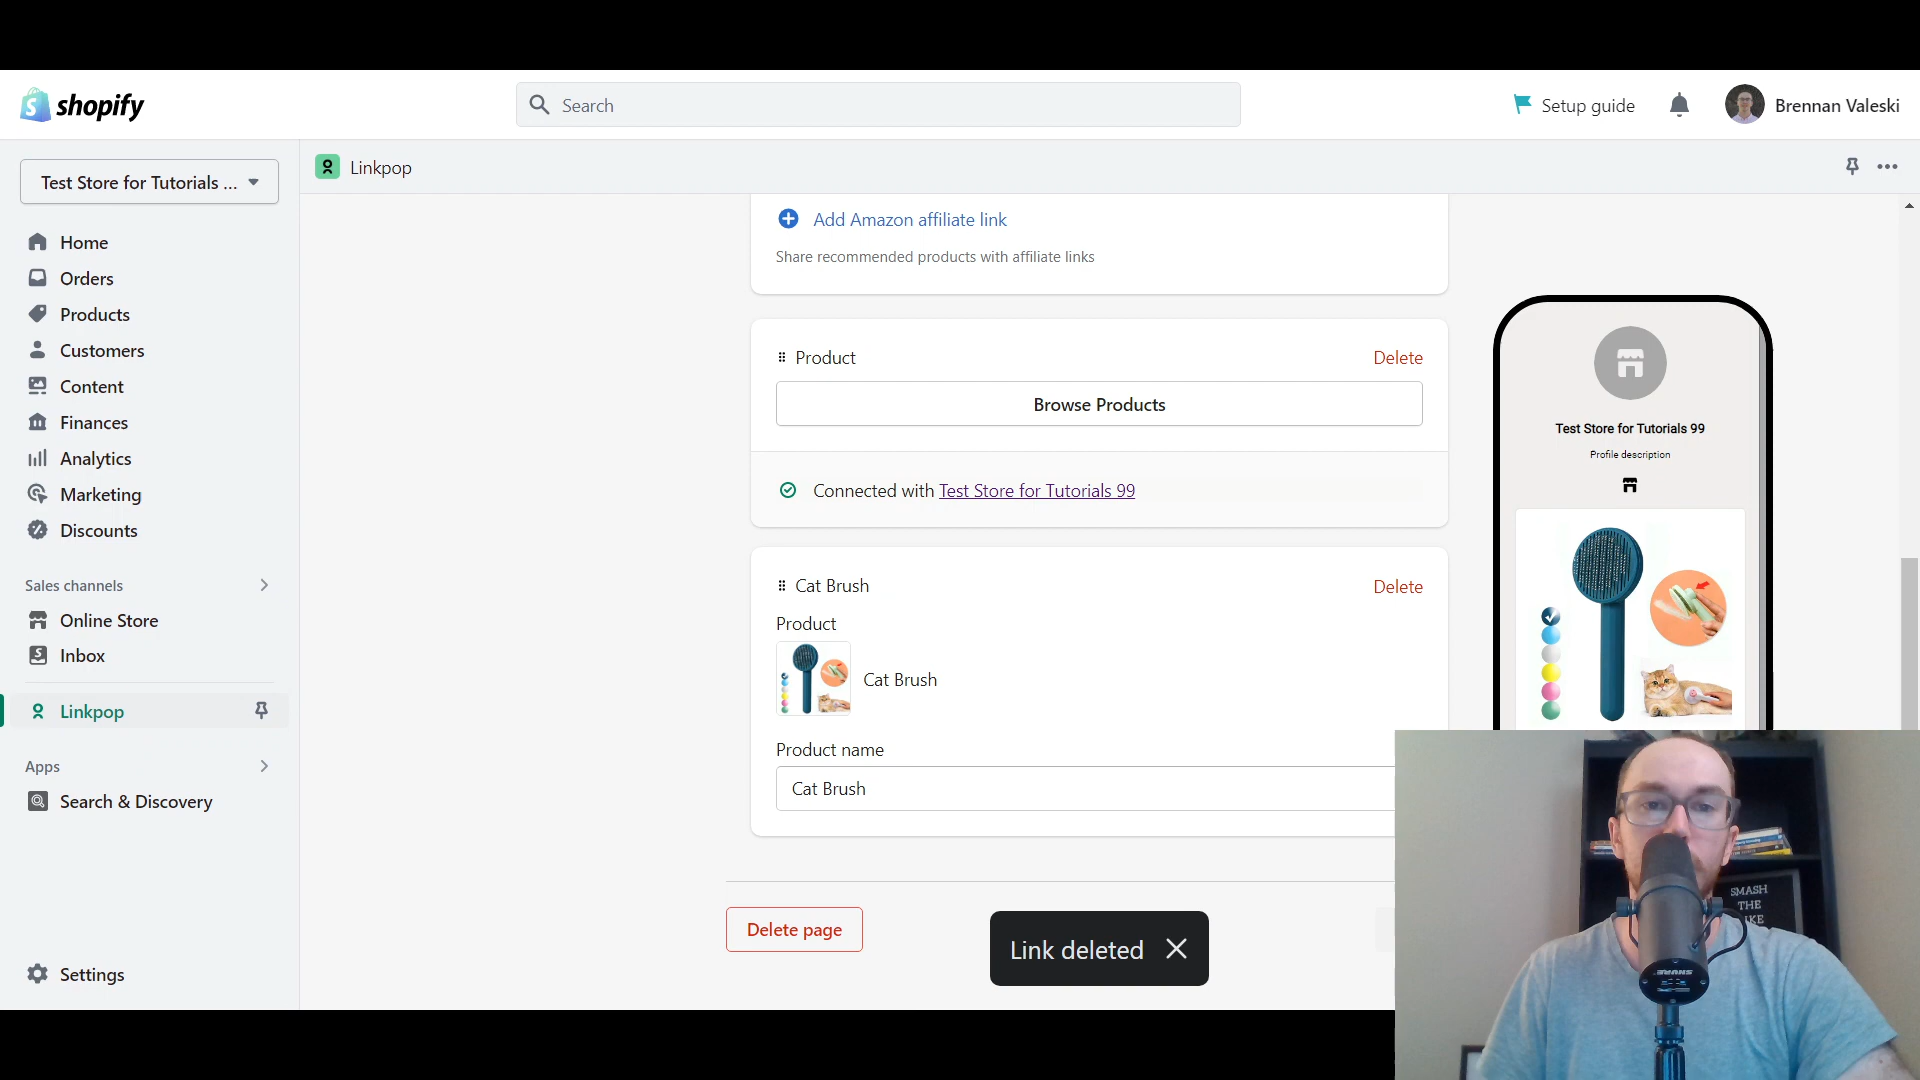 shopify
Search
Setup guide
Brennan Valeski
Test Store for Tutorials ...
Linkpop
Home
Orders
Products
Customers
Content
Finances
Analytics
Marketing
Discounts
Sales channels
Online Store
Inbox
Linkpop
Apps
Search & Discovery
Settings
Add Amazon affiliate link
Share recommended products with affiliate links
Product
Delete
Browse Products
Connected with Test Store for Tutorials 99
Cat Brush
Delete
Product
Cat Brush
Product name
Cat Brush
Delete page
Link deleted
Test Store for Tutorials 99
Profile description
SMASH
THE
SHURE